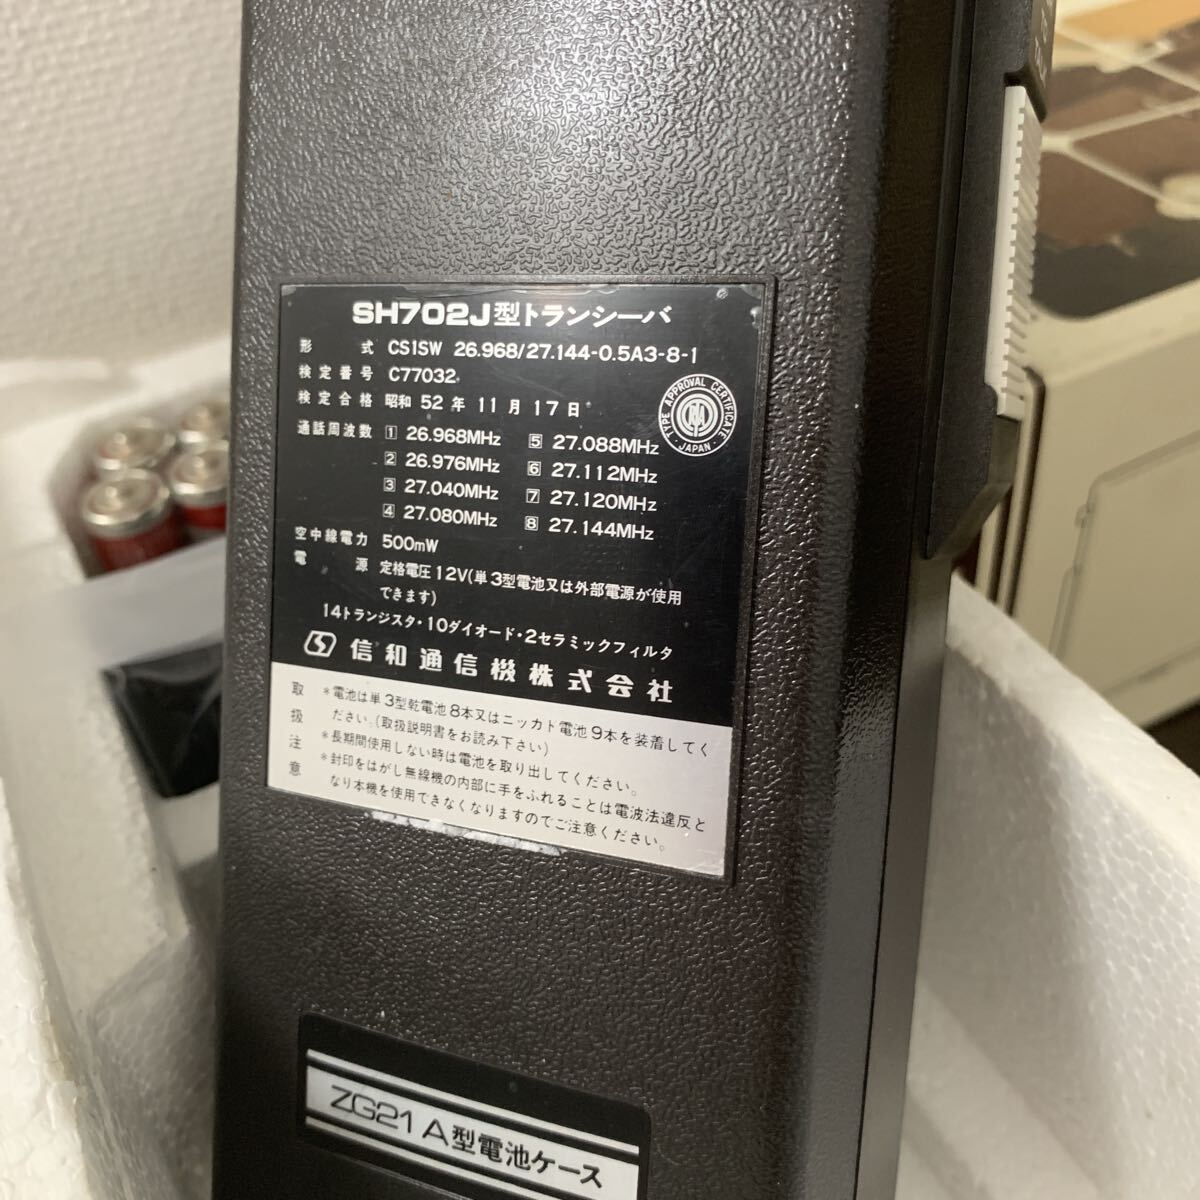 SH702J型トランシーバ
形 式 CS1SW 26.968/27.144-0.5A3-8-1
検定番号 C77032
検定合格 昭和 52 年 11 月 17 日
TYPE APPROVAL CERTIFICATE
JAPAN
通話周波数 1 26.968MHz 5 27.088MHz
2 26.976MHz 6 27.112MHz
3 27.040MHz 7 27.120MHz
4 27.080MHz 8 27.144MHz
空中線電力 500mW
電 源 定格電圧12V(単3型電池又は外部電源が使用
できます)
14トランジスタ・10ダイオード・2セラミックフィルタ
信和通信機株式会社
取扱注意
*電池は単3型乾電池8本又はニッカド電池9本を装着してく
ださい。(取扱説明書をお読み下さい)
*長期間使用しない時は電池を取り出してください。
*封印をはがし無線機の内部に手をふれることは電波法違反と
なり本機を使用できなくなりますのでご注意ください。
ZG21A型電池ケース